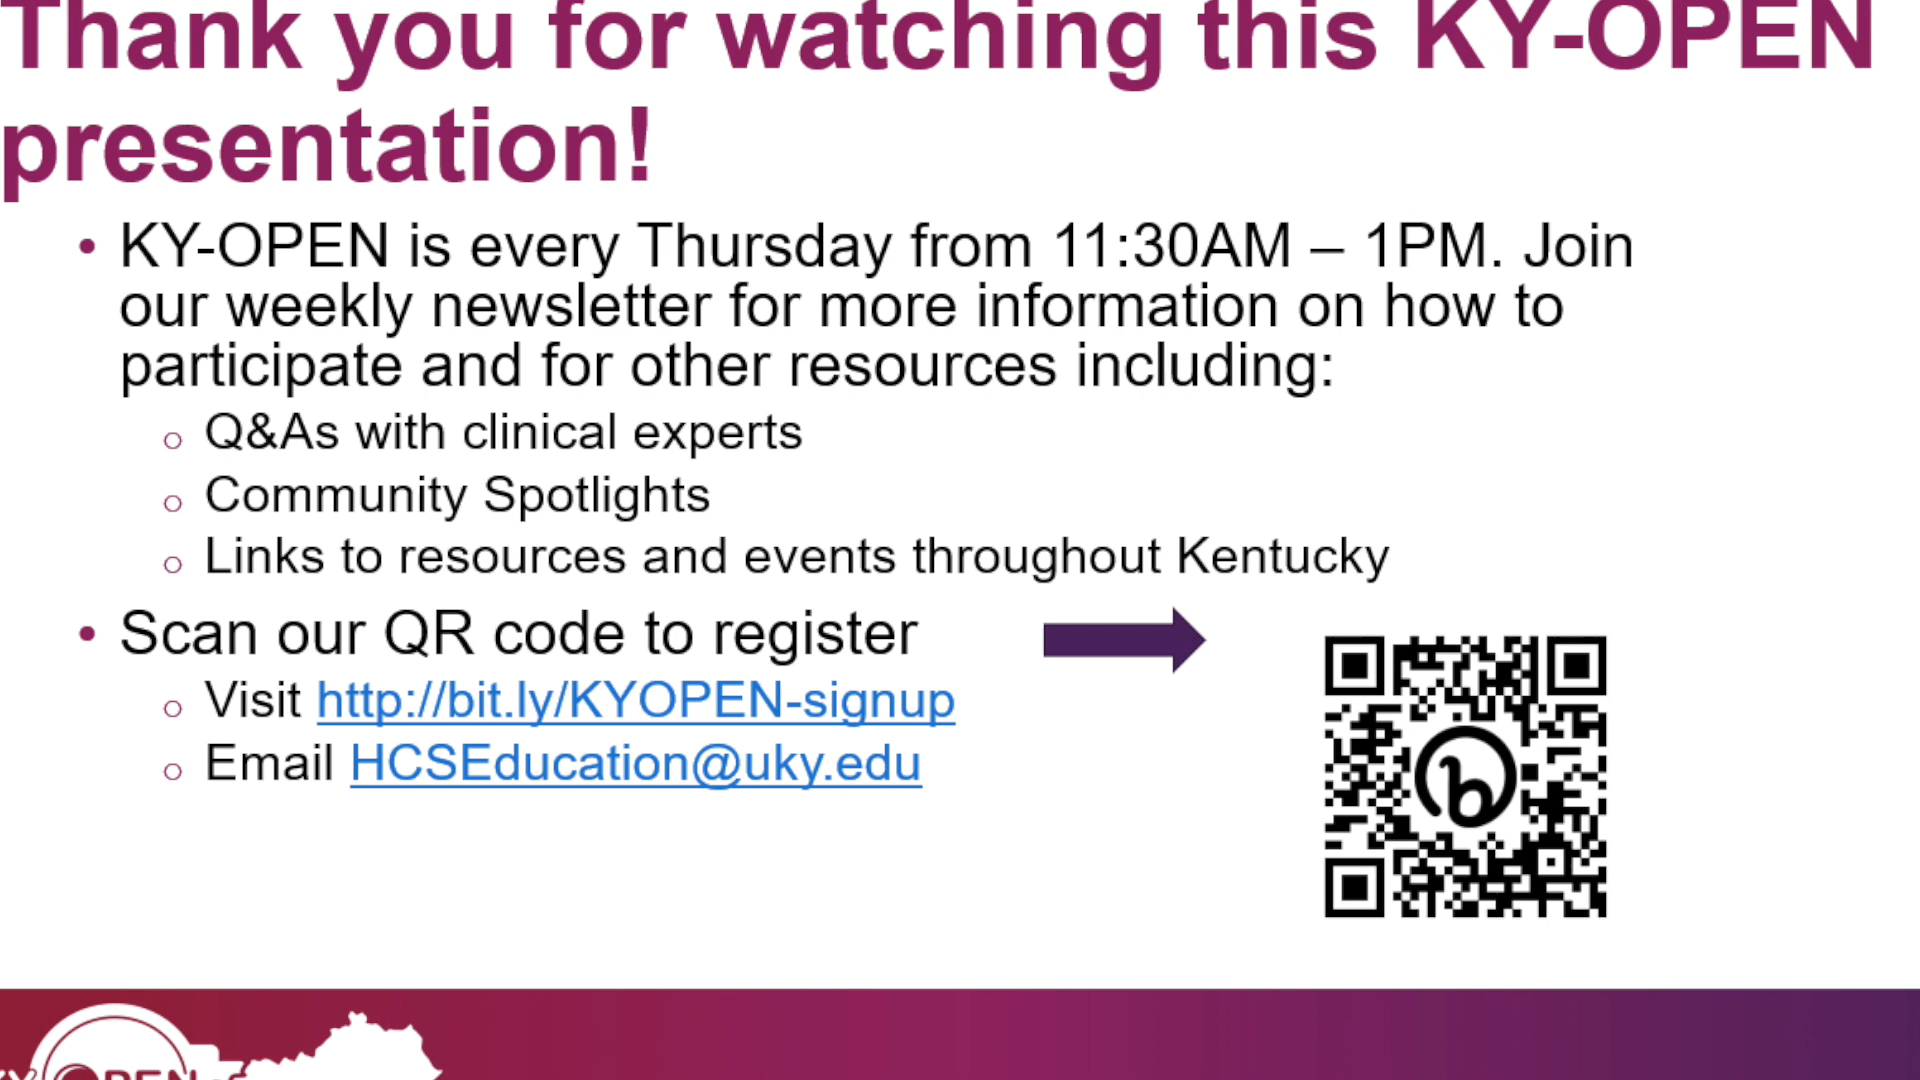 Thank you for watching this KY-OPEN
presentation!
• KY-OPEN is every Thursday from 11:30AM – 1PM. Join
our weekly newsletter for more information on how to
participate and for other resources including:
o Q&As with clinical experts
o Community Spotlights
o Links to resources and events throughout Kentucky
• Scan our QR code to register
o Visit http://bit.ly/KYOPEN-signup
o Email HCSEducation@uky.edu
b
KY OPEN